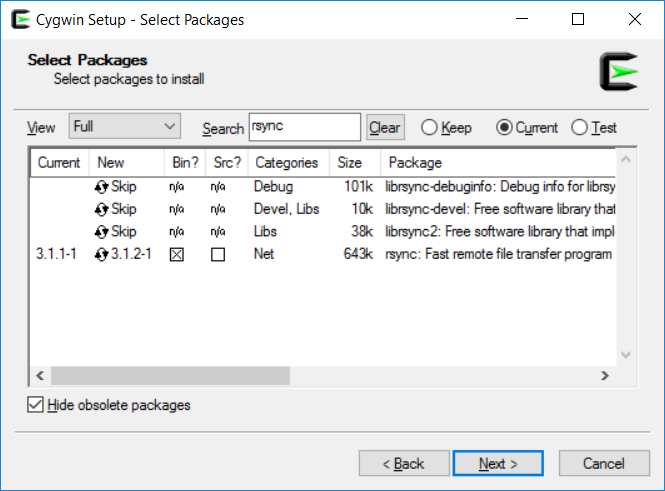 Cygwin Setup - Select Packages
Select Packages
Select packages to install
View Full Search rsync Clear Keep Current Test
Current New Bin? Src? Categories Size Package
Skip n/a n/a Debug 101k librsync-debuginfo: Debug info for librsy
Skip n/a n/a Devel, Libs 10k librsync-devel: Free software library that
Skip n/a n/a Libs 38k librsync2: Free software library that impl
3.1.1-1 3.1.2-1 Net 643k rsync: Fast remote file transfer program
Hide obsolete packages
< Back Next > Cancel